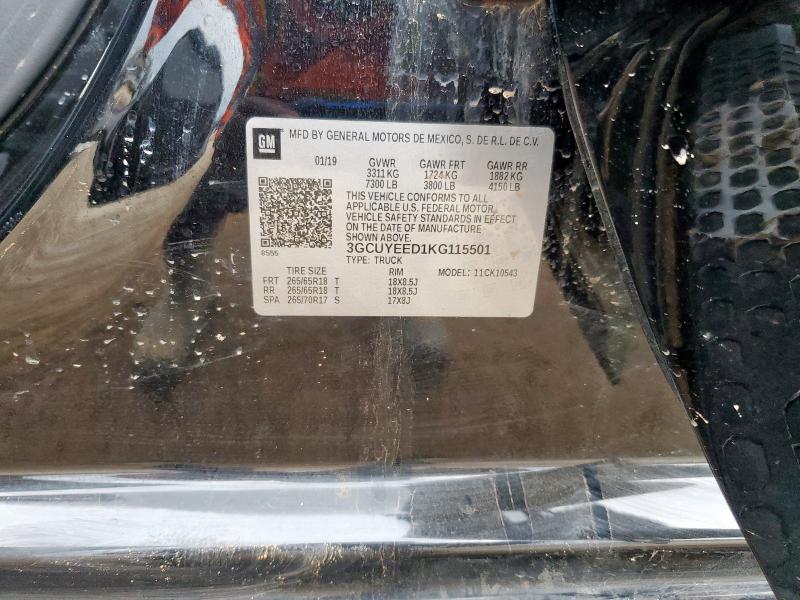 GM MFD BY GENERAL MOTORS DE MEXICO, S. DE R.L. DE C.V.
01/19 GVWR GAWR FRT GAWR RR
3311 KG 1724 KG 1882 KG
7300 LB 3800 LB 4150 LB
THIS VEHICLE CONFORMS TO ALL
APPLICABLE U.S. FEDERAL MOTOR
VEHICLE SAFETY STANDARDS IN EFFECT
ON THE DATE OF MANUFACTURE
SHOWN ABOVE.
8555 3GCUYEED1KG115501
TYPE: TRUCK
TIRE SIZE RIM MODEL: 11CK10543
FRT 265/65R18 T 18X8.5J
RR 265/65R18 T 18X8.5J
SPA 265/70R17 S 17X8J